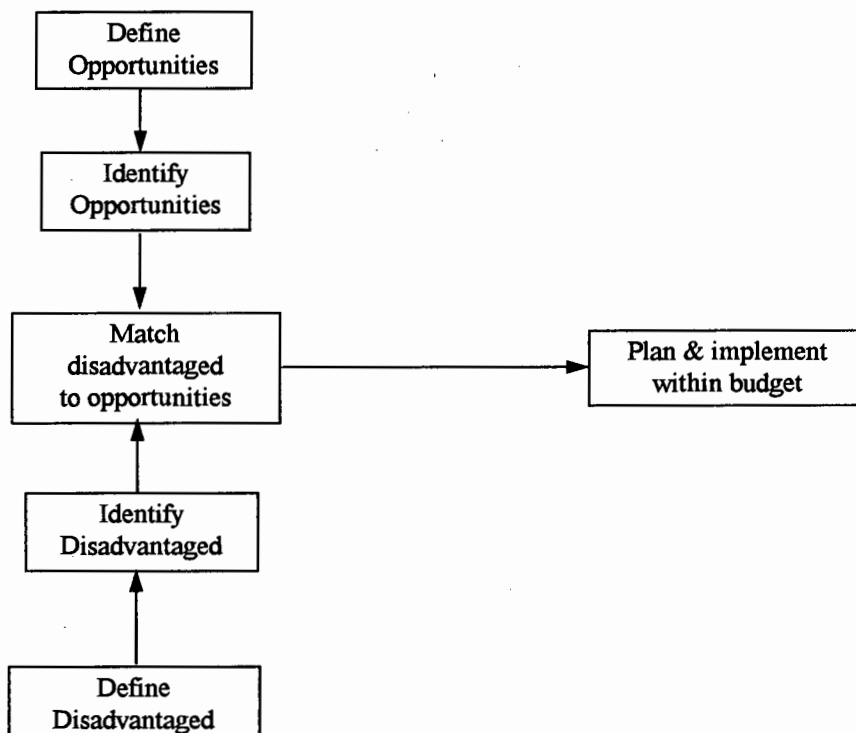 Define
Opportunities
Identify
Opportunities
Match
disadvantaged
to opportunities
Plan & implement
within budget
Identify
Disadvantaged
Define
Disadvantaged